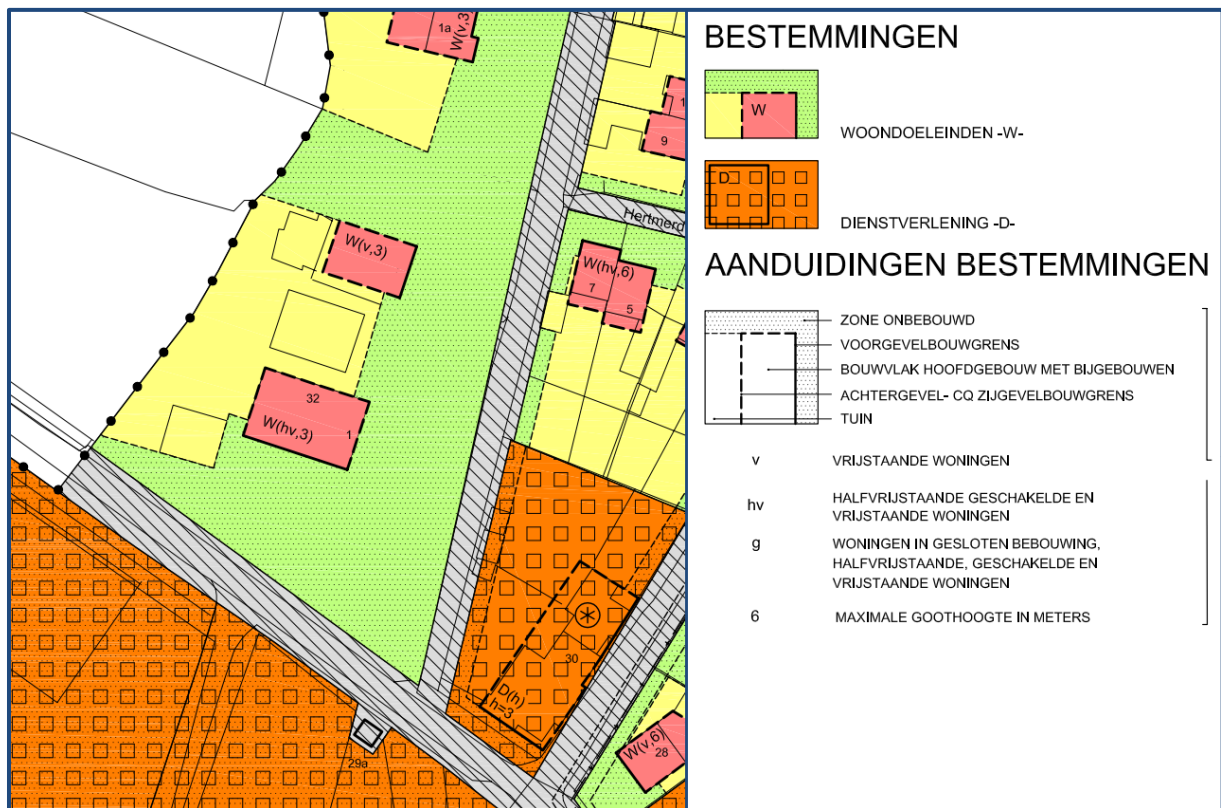 1a
W(v,3)
1
9
Hertmerd
W(v,3)
W(hv,6)
7
5
32
W(hv,3)
1
30
D(h)
h=3
29a
W(v,6)
28
BESTEMMINGEN
W
WOONDOELEINDEN -W-
D
DIENSTVERLENING -D-
AANDUIDINGEN BESTEMMINGEN
ZONE ONBEBOUWD
VOORGEVELBOUWGRENS
BOUWVLAK HOOFDGEBOUW MET BIJGEBOUWEN
ACHTERGEVEL- CQ ZIJGEVELBOUWGRENS
TUIN
v VRIJSTAANDE WONINGEN
hv HALFVRIJSTAANDE GESCHAKELDE EN
VRIJSTAANDE WONINGEN
g WONINGEN IN GESLOTEN BEBOUWING,
HALFVRIJSTAANDE, GESCHAKELDE EN
VRIJSTAANDE WONINGEN
6 MAXIMALE GOOTHOOGTE IN METERS